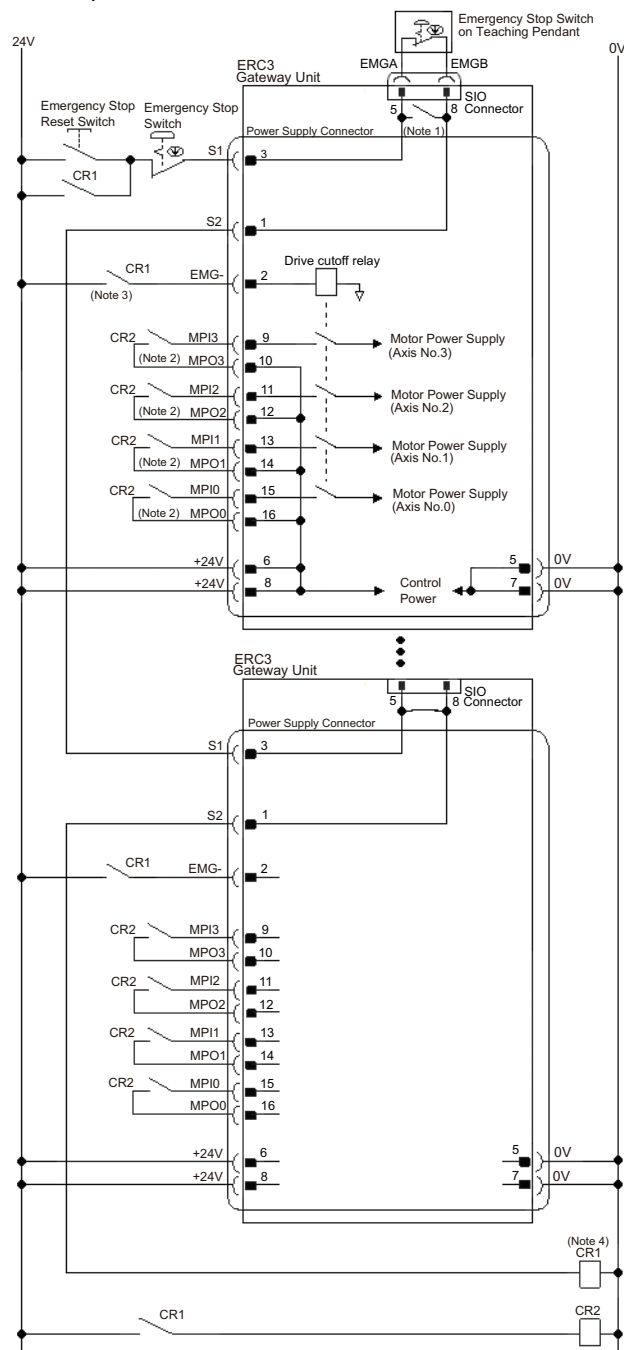 Emergency Stop Switch
on Teaching Pendant
24V
0V
EMGA
EMGB
ERC3
Gateway Unit
SIO
Connector
5
8
(Note 1)
Emergency Stop
Reset Switch
Emergency Stop
Switch
Power Supply Connector
S1
3
CR1
S2
1
Drive cutoff relay
CR1
EMG-
2
(Note 3)
CR2
MPI3
9
Motor Power Supply
(Axis No.3)
(Note 2)
MPO3
10
CR2
MPI2
11
Motor Power Supply
(Axis No.2)
(Note 2)
MPO2
12
CR2
MPI1
13
Motor Power Supply
(Axis No.1)
(Note 2)
MPO1
14
CR2
MPI0
15
Motor Power Supply
(Axis No.0)
(Note 2)
MPO0
16
+24V
6
5
0V
+24V
8
Control
Power
7
0V
ERC3
Gateway Unit
SIO
Connector
5
8
Power Supply Connector
S1
3
S2
1
CR1
EMG-
2
CR2
MPI3
9
MPO3
10
CR2
MPI2
11
MPO2
12
CR2
MPI1
13
MPO1
14
CR2
MPI0
15
MPO0
16
+24V
6
5
0V
+24V
8
7
0V
(Note 4)
CR1
CR1
CR2